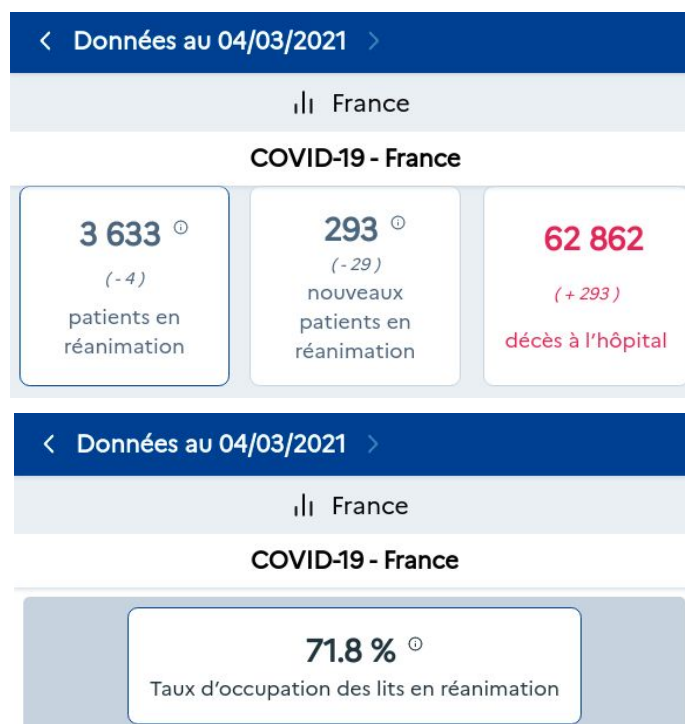 < Données au 04/03/2021 >
France
COVID-19 - France
3 633
(- 4)
patients en
réanimation
293
(- 29)
nouveaux
patients en
réanimation
62 862
(+ 293)
décès à l'hôpital
< Données au 04/03/2021 >
France
COVID-19 - France
71.8 %
Taux d'occupation des lits en réanimation